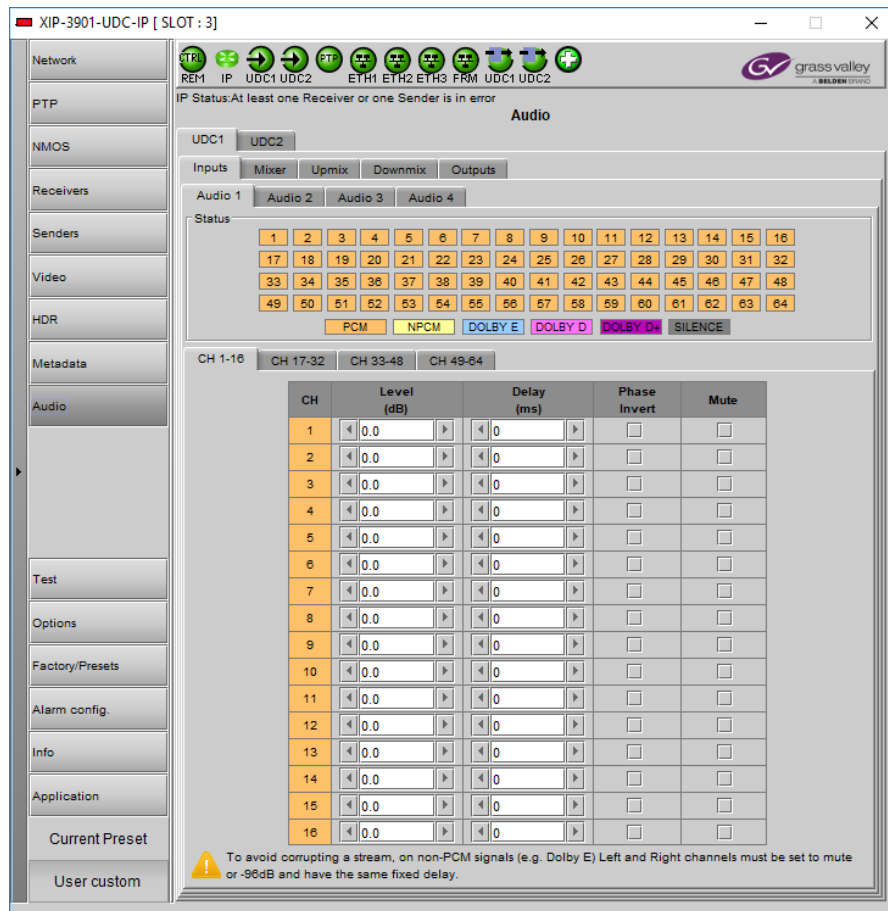 XIP-3901-UDC-IP [ SLOT : 3]
Network
PTP
NMOS
Receivers
Senders
Video
HDR
Metadata
Audio
Test
Options
Factory/Presets
Alarm config.
Info
Application
Current Preset
User custom
CTRL PTP
REM IP UDC1 UDC2 ETH1 ETH2 ETH3 FRM UDC1 UDC2
GV grass valley
A BELDEN BRAND
IP Status:At least one Receiver or one Sender is in error
Audio
UDC1 UDC2
Inputs Mixer Upmix Downmix Outputs
Audio 1 Audio 2 Audio 3 Audio 4
Status
1 2 3 4 5 6 7 8 9 10 11 12 13 14 15 16
17 18 19 20 21 22 23 24 25 26 27 28 29 30 31 32
33 34 35 36 37 38 39 40 41 42 43 44 45 46 47 48
49 50 51 52 53 54 55 56 57 58 59 60 61 62 63 64
PCM NPCM DOLBY E DOLBY D DOLBY D+ SILENCE
CH 1-16 CH 17-32 CH 33-48 CH 49-64
CH Level (dB) Delay (ms) Phase Invert Mute
1 0.0 0
2 0.0 0
3 0.0 0
4 0.0 0
5 0.0 0
6 0.0 0
7 0.0 0
8 0.0 0
9 0.0 0
10 0.0 0
11 0.0 0
12 0.0 0
13 0.0 0
14 0.0 0
15 0.0 0
16 0.0 0
To avoid corrupting a stream, on non-PCM signals (e.g. Dolby E) Left and Right channels must be set to mute
or -96dB and have the same fixed delay.